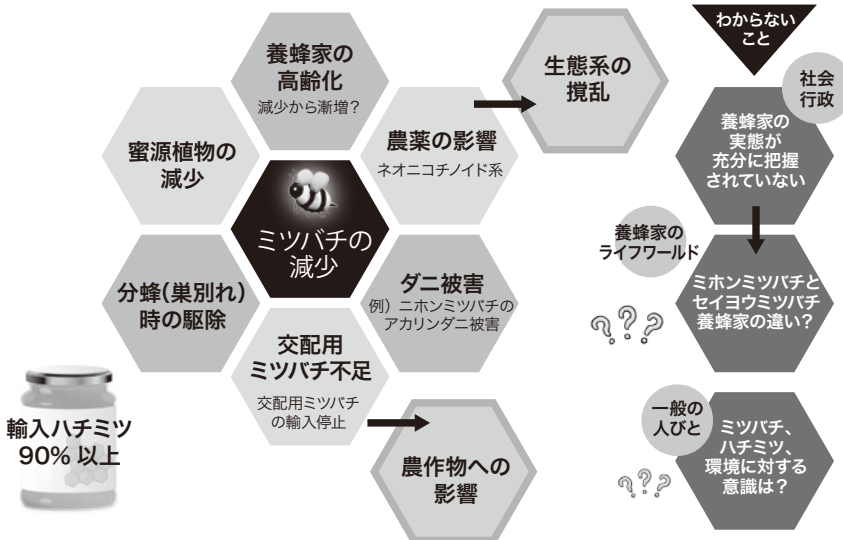 養蜂家の
高齢化
減少から漸増？
蜜源植物の
減少
農薬の影響
ネオニコチノイド系
生態系の
撹乱
ミツバチの
減少
分蜂（巣別れ）
時の駆除
ダニ被害
例）ニホンミツバチの
アカリンダニ被害
交配用
ミツバチ不足
交配用ミツバチ
の輸入停止
農作物への
影響
輸入ハチミツ
90% 以上
わからない
こと
社会
行政
養蜂家の
実態が
充分に把握
されていない
養蜂家の
ライフワールド
ミホンミツバチと
セイヨウミツバチ
養蜂家の違い？
???
一般の
人びと
ミツバチ、
ハチミツ、
環境に対する
意識は？
???